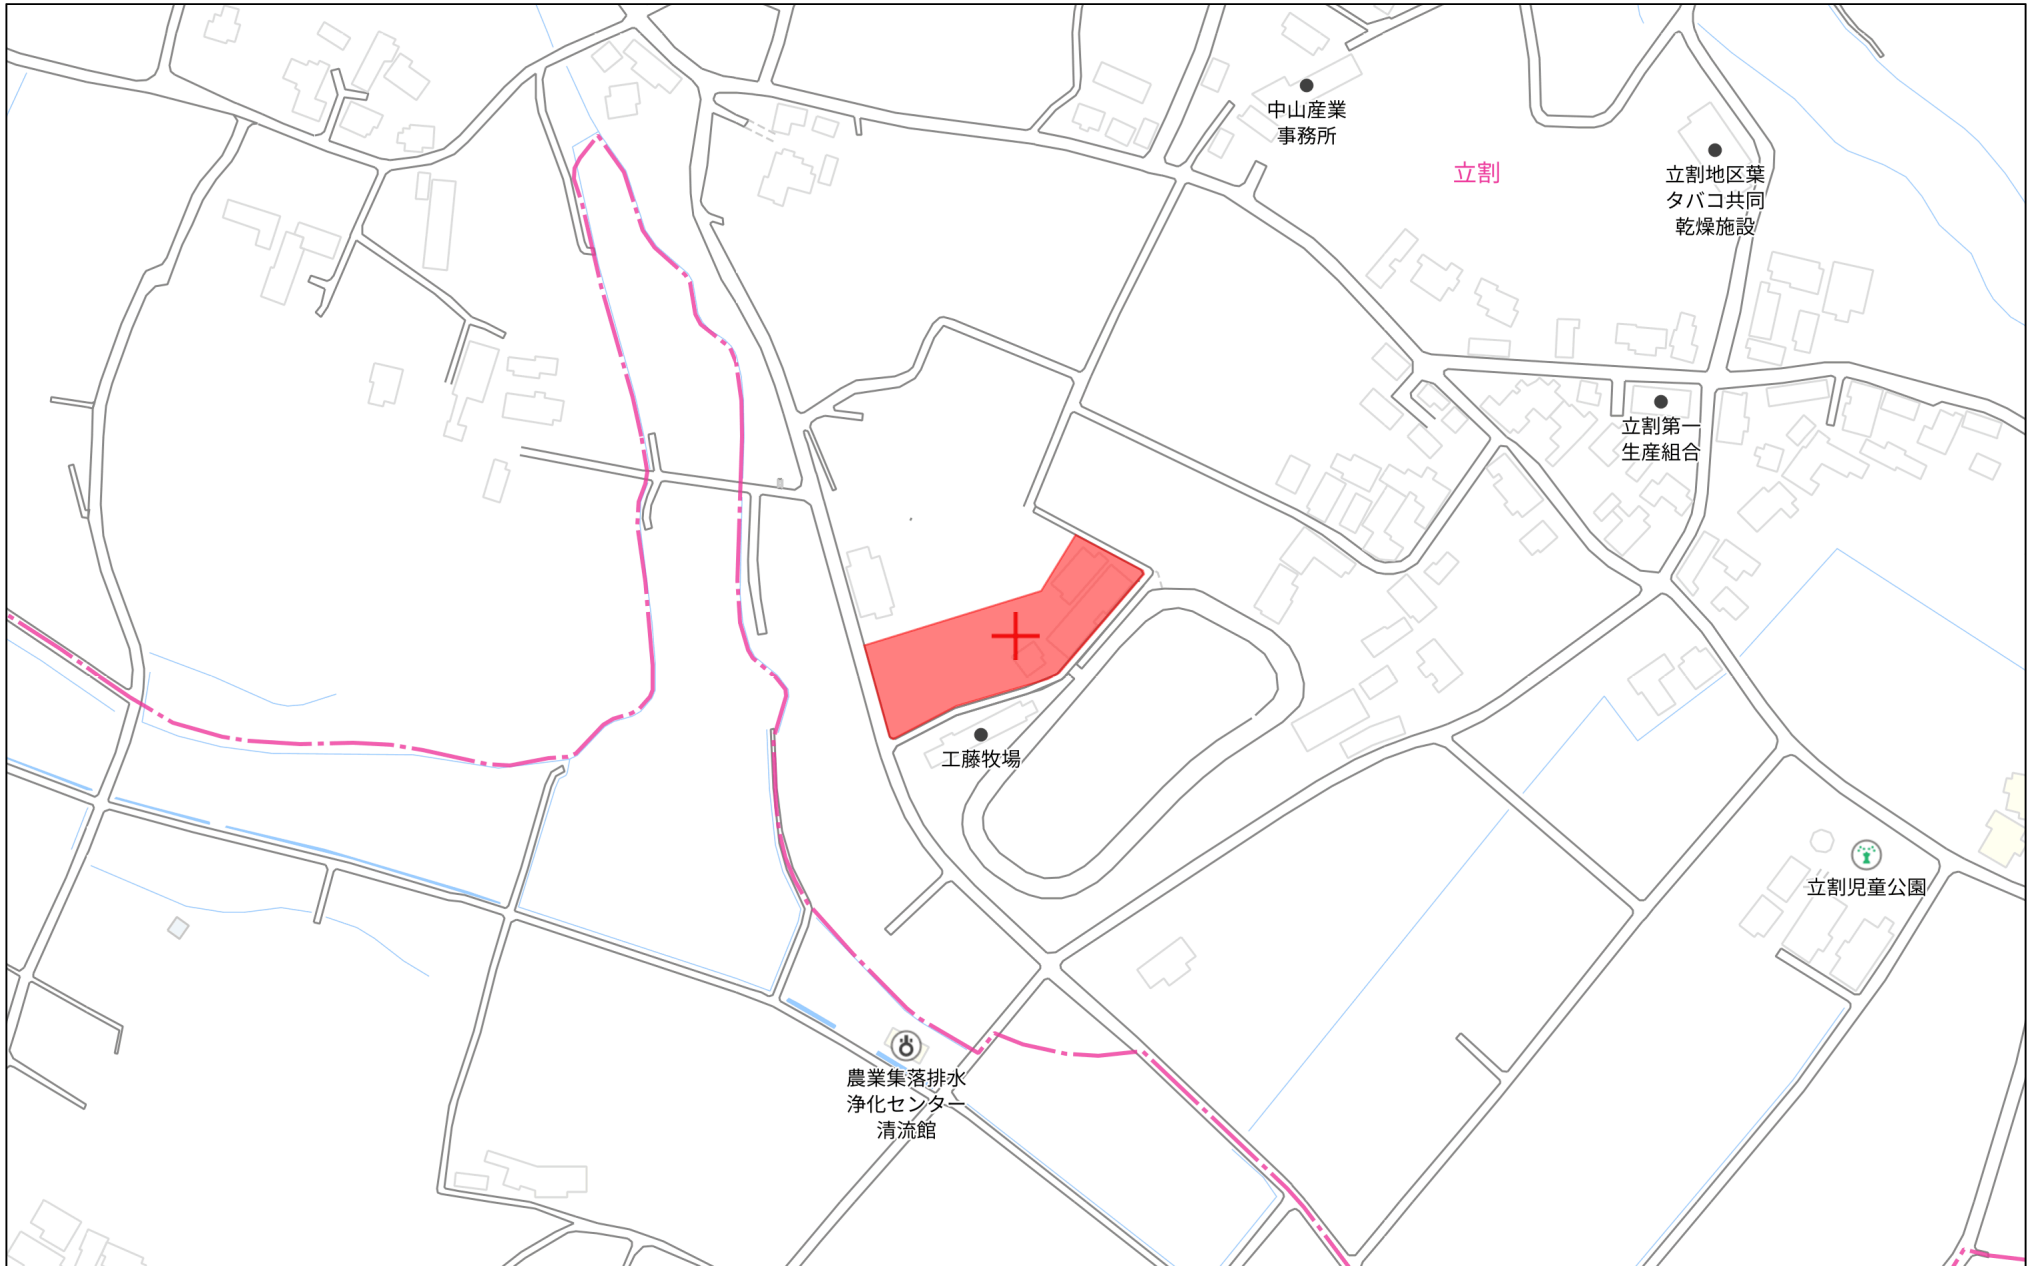 中山産業
事務所
立割
立割地区葉
タバコ共同
乾燥施設
立割第一
生産組合
工藤牧場
立割児童公園
農業集落排水
浄化センター
清流館